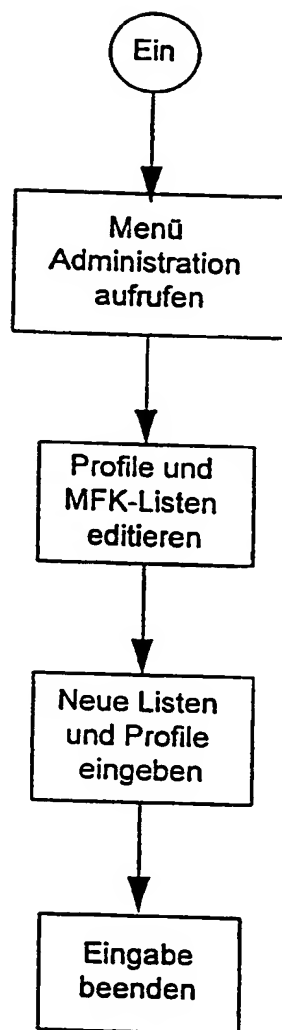 Ein
Menü
Administration
aufrufen
Profile und
MFK-Listen
editieren
Neue Listen
und Profile
eingeben
Eingabe
beenden